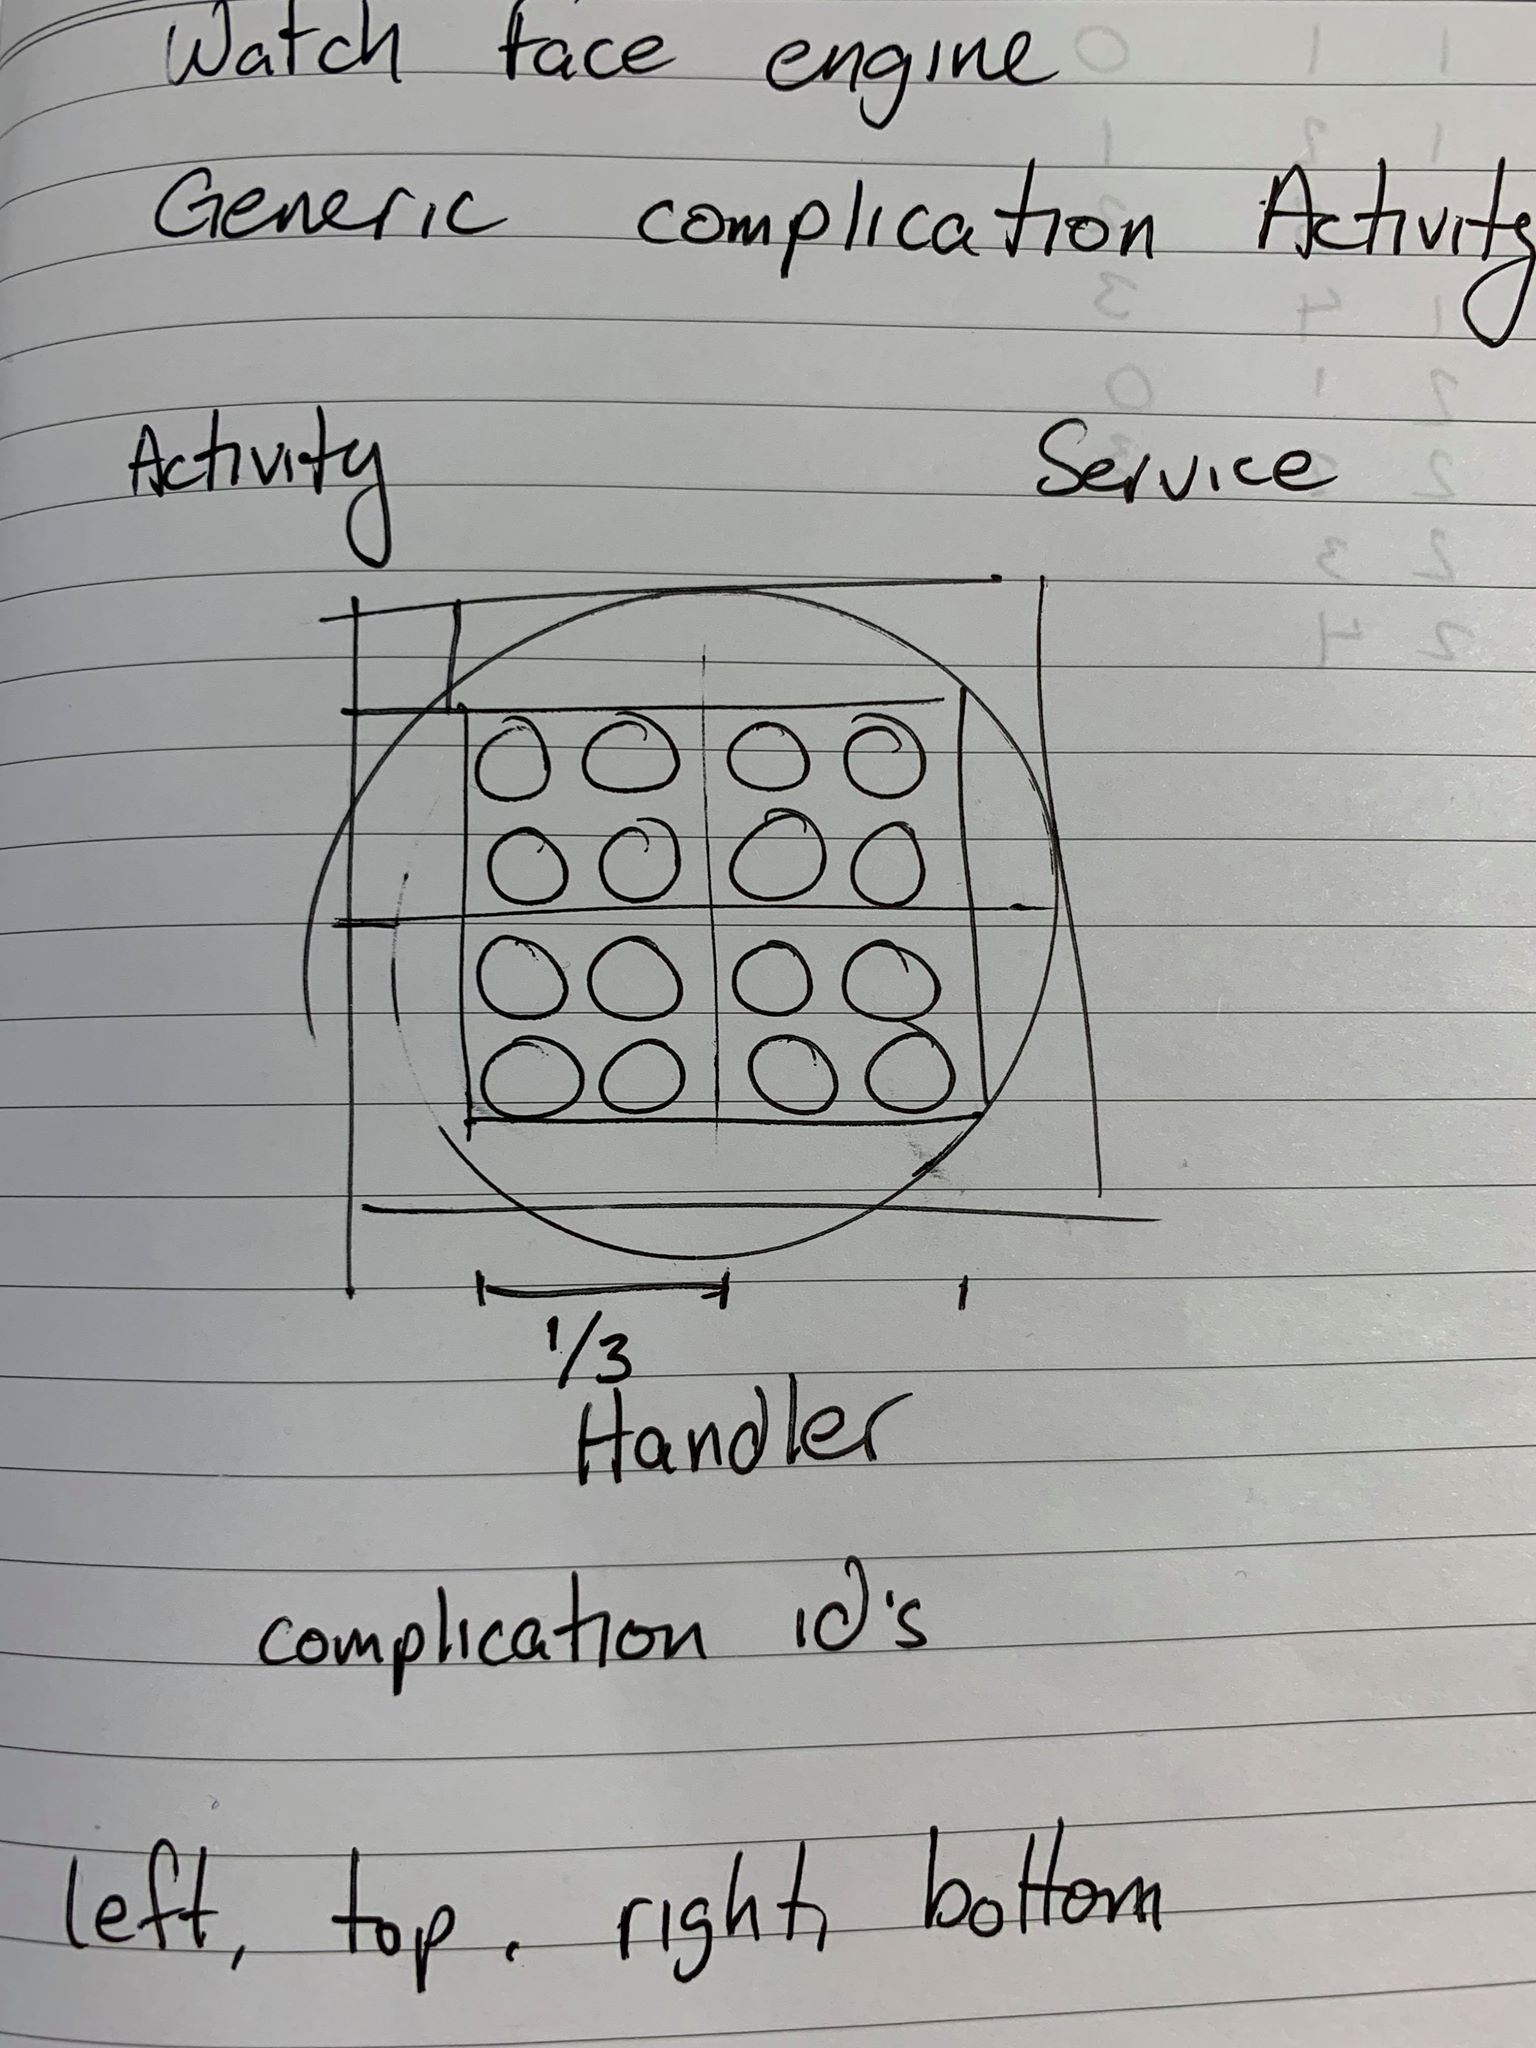 Watch face engine
Generic complication Activity
Activity Service
1/3
Handler
complication id's
left, top. right, bottom